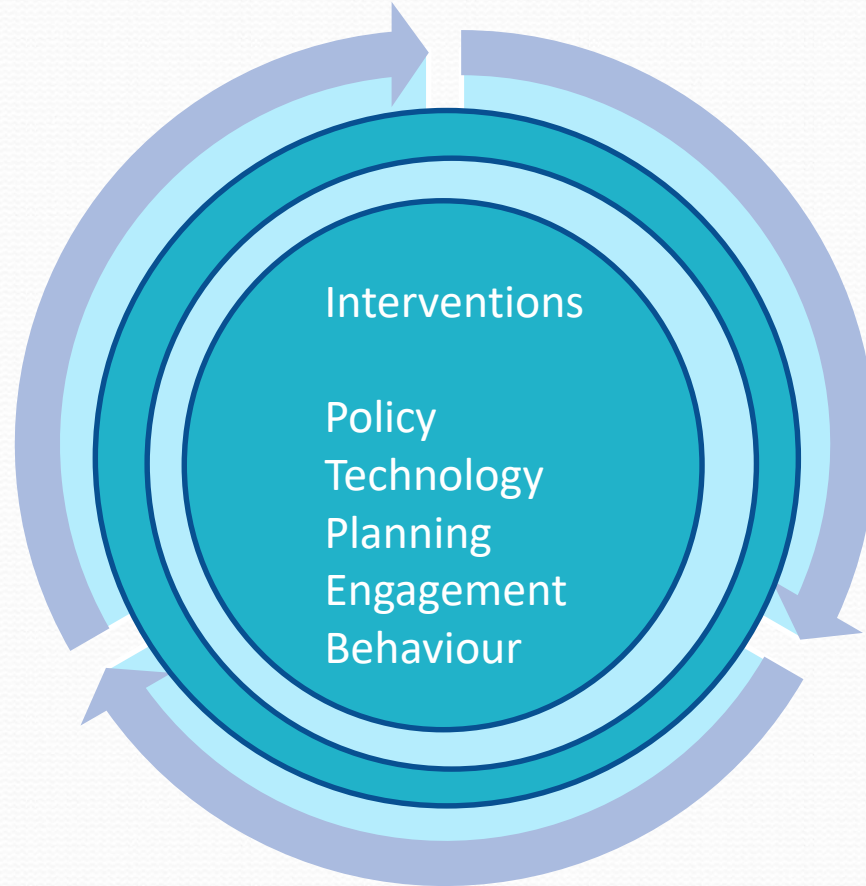 Interventions
Policy
Technology
Planning
Engagement
Behaviour